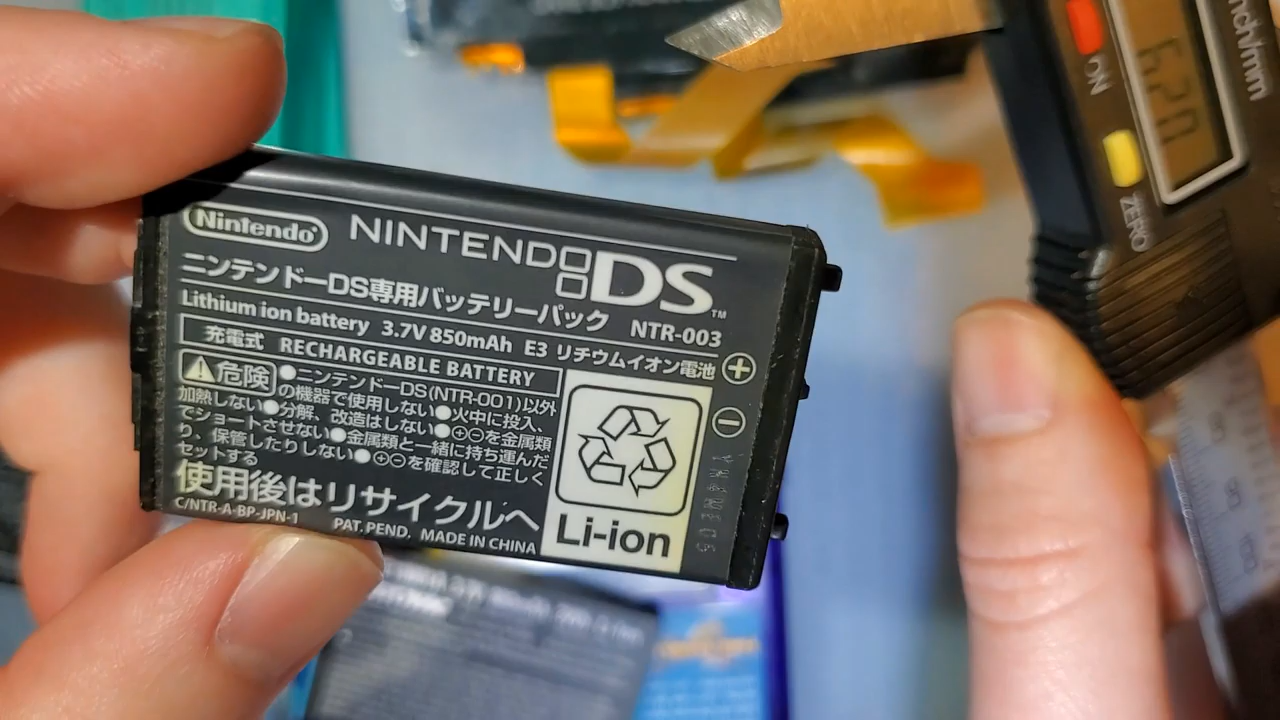 Nintendo
NINTENDO DS™
ニンテンドーDS専用バッテリーパック NTR-003
Lithium ion battery 3.7V 850mAh E3 リチウムイオン電池
充電式 RECHARGEABLE BATTERY
危険 ●ニンテンドーDS(NTR-001)以外
の機器で使用しない●火中に投入、
加熱しない●分解、改造はしない●⊕⊖を金属類
でショートさせない●金属類と一緒に持ち運んだ
り、保管したりしない●⊕⊖を確認して正しく
セットする
使用後はリサイクルへ
C/NTR-A-BP-JPN-1 PAT. PEND. MADE IN CHINA
Li-ion
⊕
⊖
ON
ZERO
inch/mm